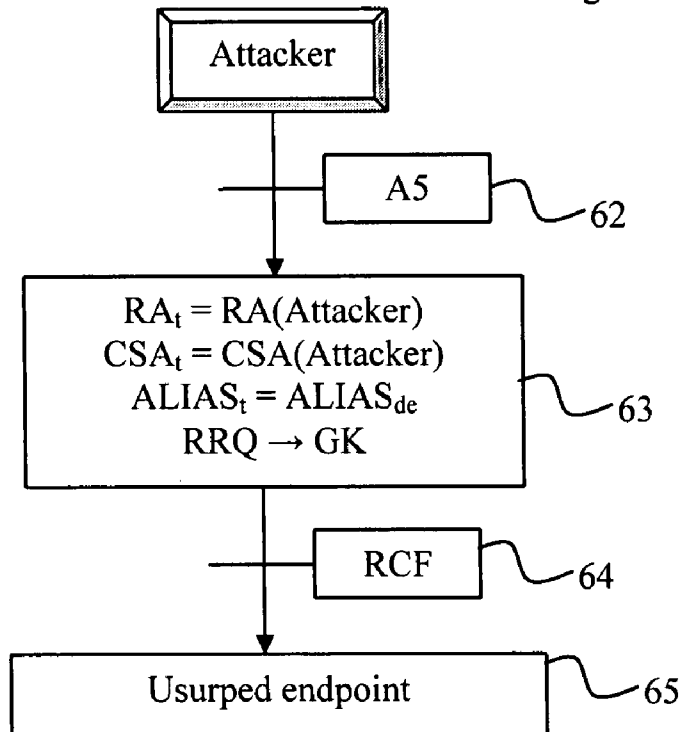 g
Attacker
A5
62
RAt = RA(Attacker)
CSAt = CSA(Attacker)
ALIASt = ALIASde
RRQ → GK
63
RCF
64
Usurped endpoint
65